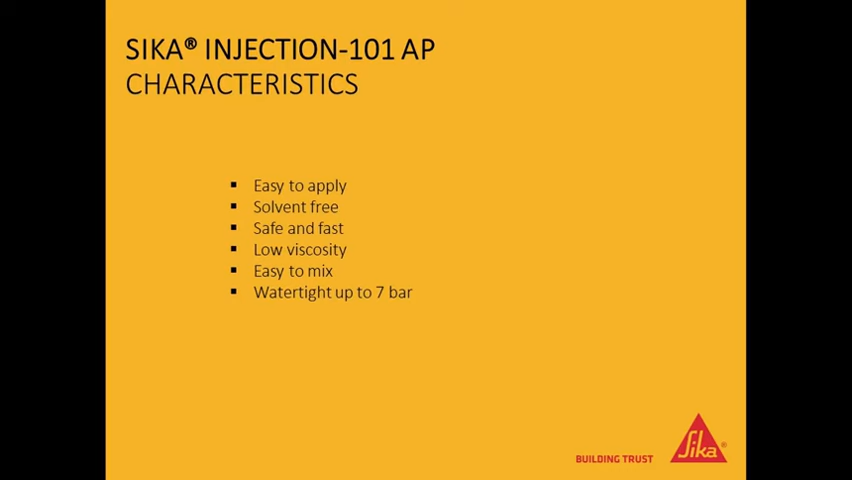 SIKA® INJECTION-101 AP
CHARACTERISTICS
▪ Easy to apply
▪ Solvent free
▪ Safe and fast
▪ Low viscosity
▪ Easy to mix
▪ Watertight up to 7 bar
BUILDING TRUST
Sika®